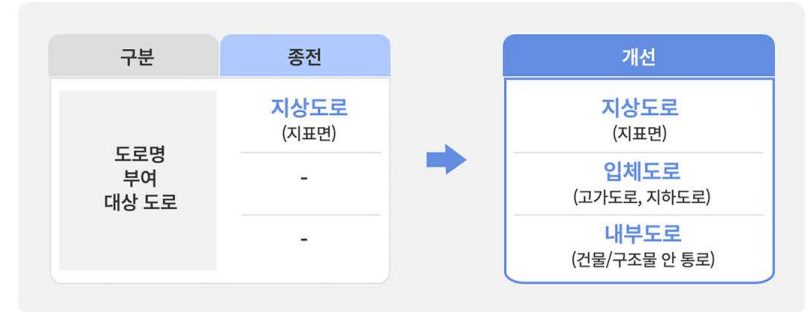 구분
종전
개선
도로명
부여
대상 도로
지상도로
(지표면)
-
-
지상도로
(지표면)
입체도로
(고가도로, 지하도로)
내부도로
(건물/구조물 안 통로)